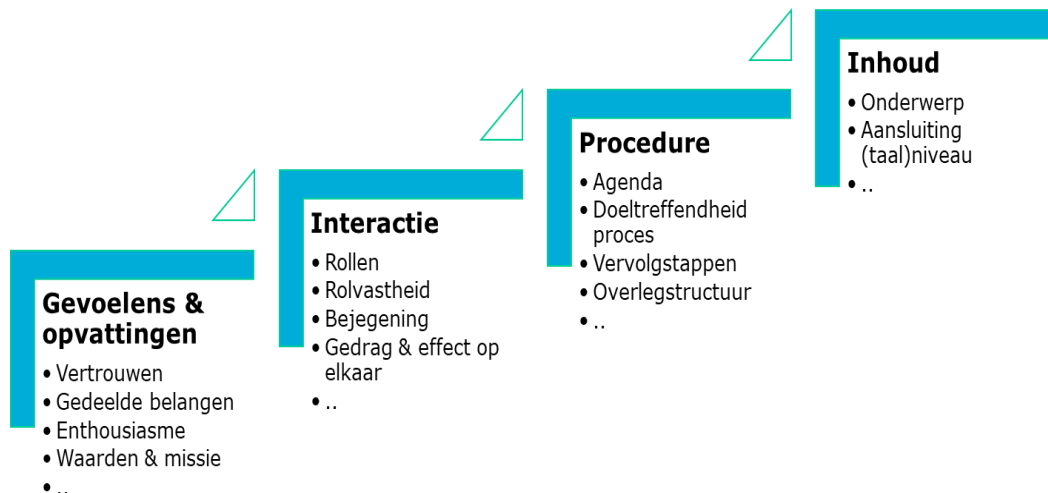 Gevoelens &
opvattingen
• Vertrouwen
• Gedeelde belangen
• Enthousiasme
• Waarden & missie
• ..
Interactie
• Rollen
• Rolvastheid
• Bejegening
• Gedrag & effect op
elkaar
• ..
Procedure
• Agenda
• Doeltreffendheid
proces
• Vervolgstappen
• Overlegstructuur
• ..
Inhoud
• Onderwerp
• Aansluiting
(taal)niveau
• ..